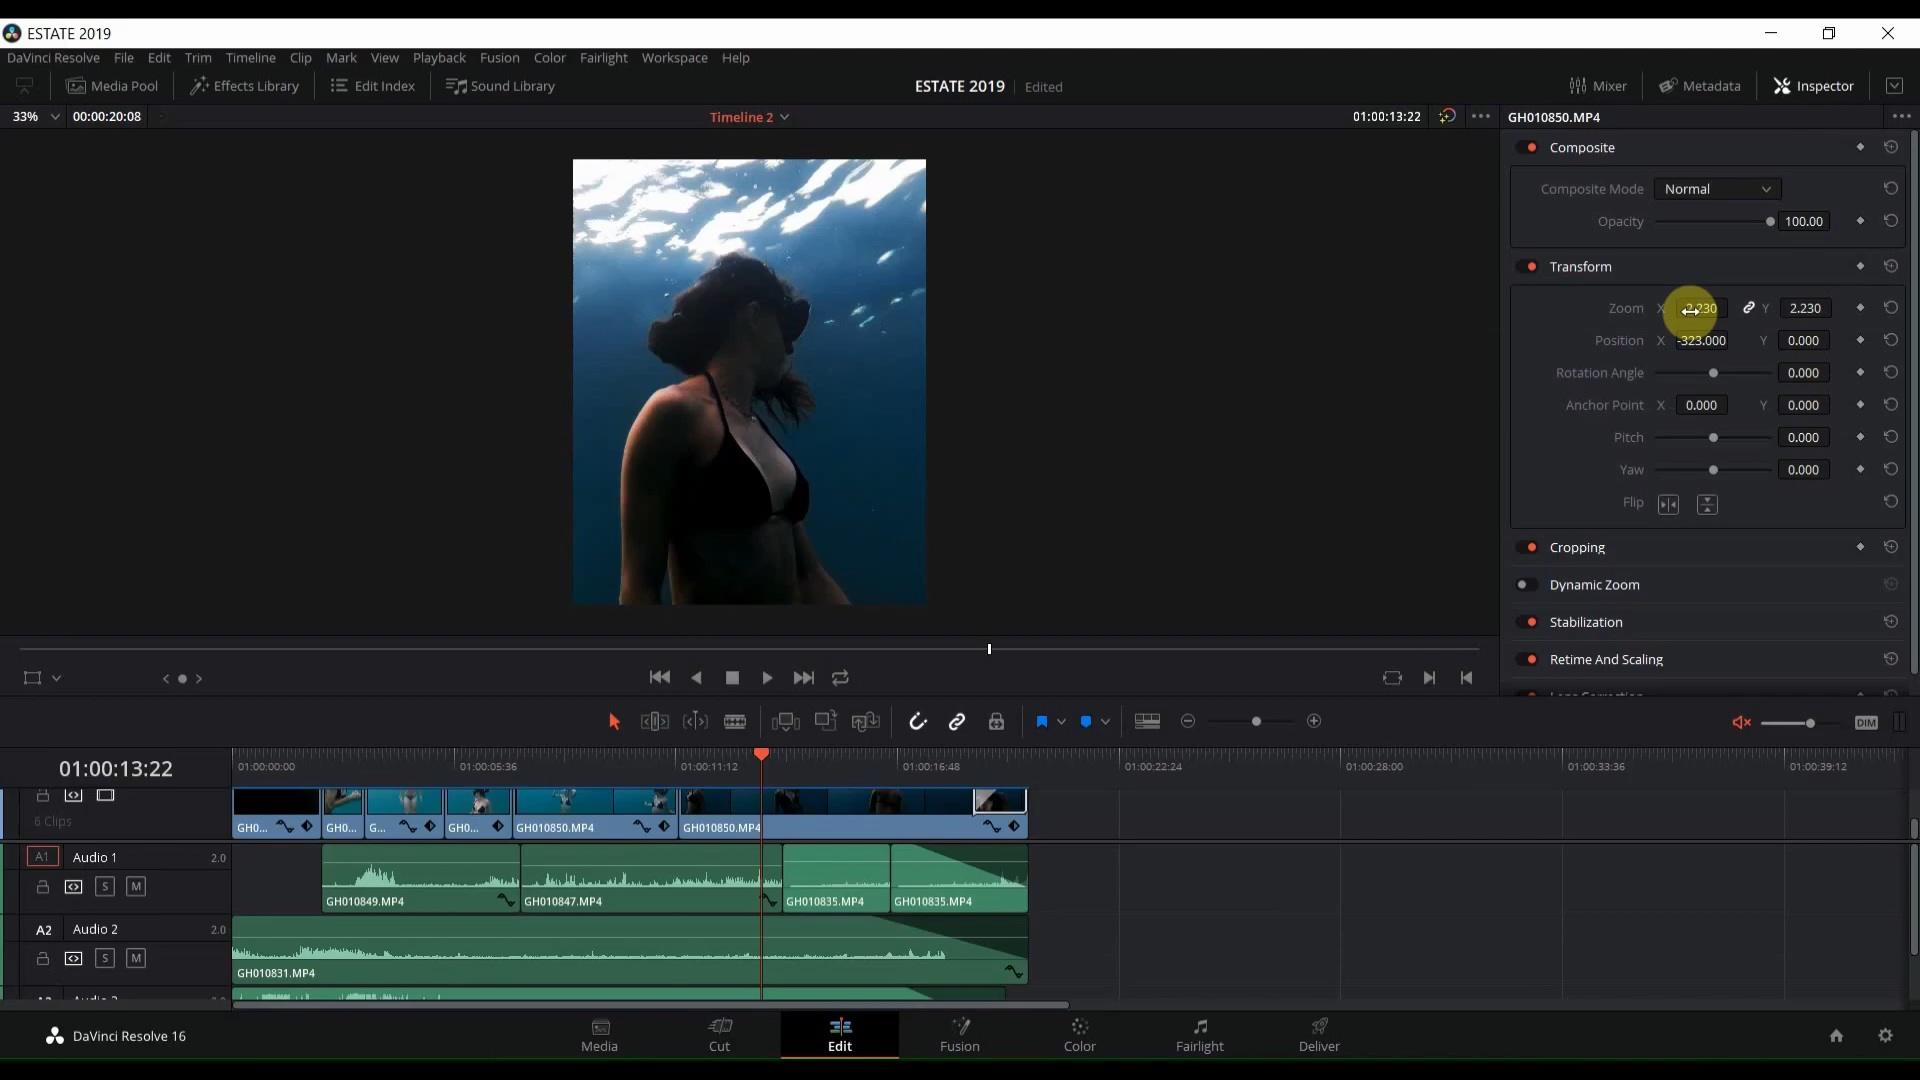 ESTATE 2019
DaVinci Resolve File Edit Trim Timeline Clip Mark View Playback Fusion Color Fairlight Workspace Help
Media Pool Effects Library Edit Index Sound Library ESTATE 2019 Edited Mixer Metadata Inspector
33% 00:00:20:08 Timeline 2 01:00:13:22 GH010850.MP4
Composite
Composite Mode Normal
Opacity 100.00
Transform
Zoom X 2.230 Y 2.230
Position X -323.000 Y 0.000
Rotation Angle 0.000
Anchor Point X 0.000 Y 0.000
Pitch 0.000
Yaw 0.000
Flip
Cropping
Dynamic Zoom
Stabilization
Retime And Scaling
Lens Correction
DIM
01:00:13:22 01:00:00:00 01:00:05:36 01:00:11:12 01:00:16:48 01:00:22:24 01:00:28:00 01:00:33:36 01:00:39:12
6 Clips GH0... GH0... G... GH0... GH010850.MP4 GH010850.MP4
A1 Audio 1 2.0
S M
GH010849.MP4 GH010847.MP4 GH010835.MP4 GH010835.MP4
A2 Audio 2 2.0
S M
GH010831.MP4
DaVinci Resolve 16 Media Cut Edit Fusion Color Fairlight Deliver